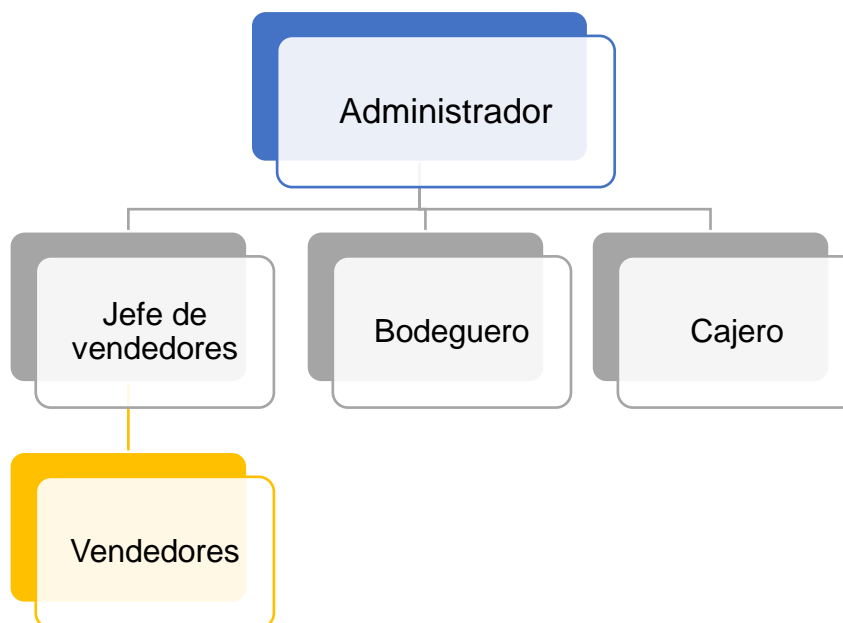 Administrador
Jefe de
vendedores
Bodeguero
Cajero
Vendedores